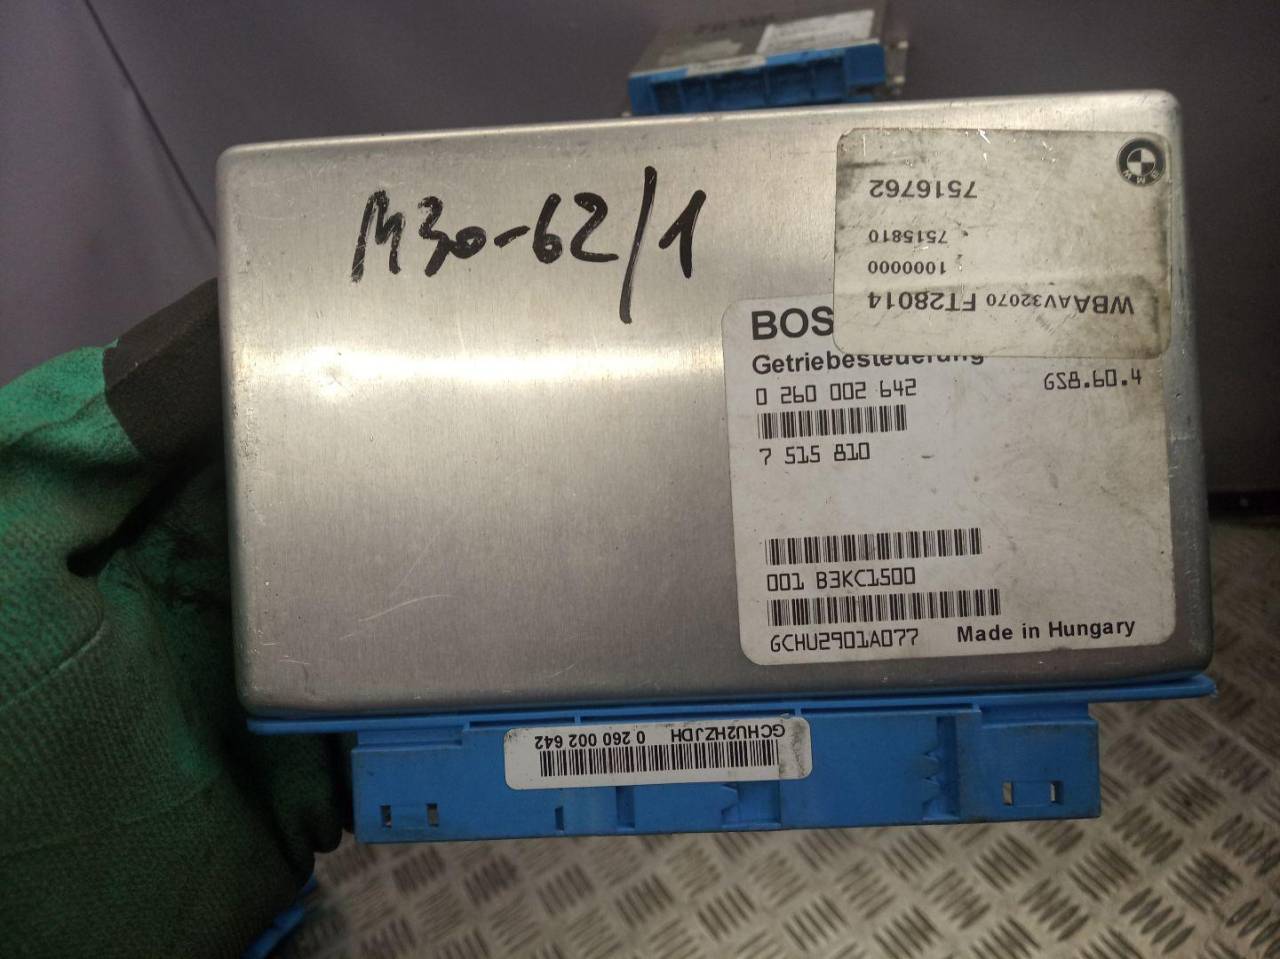 M30-62/1
BMW
7516762
7515810
1000000
WBAAV32070 FT28014
BOS
Getriebesteuerung
0 260 002 642
GS8.60.4
7 515 810
001 B3KC1500
GCHU2901A077
Made in Hungary
GCHU2HZJDH
0 260 002 642